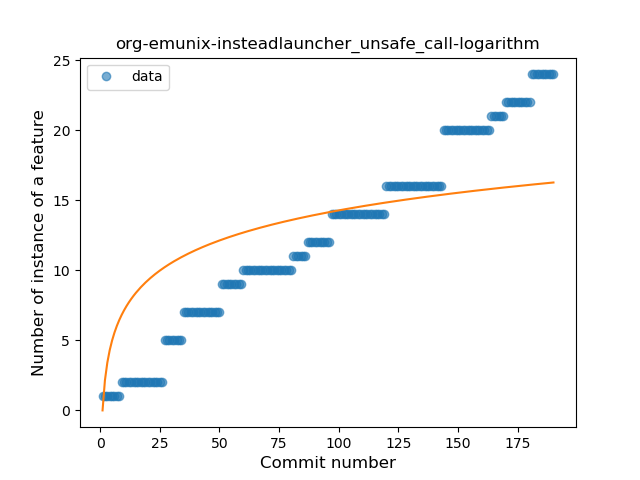 org-emunix-insteadlauncher_unsafe_call-logarithm
data
Number of instance of a feature
25
20
15
10
5
0
0 25 50 75 100 125 150 175
Commit number